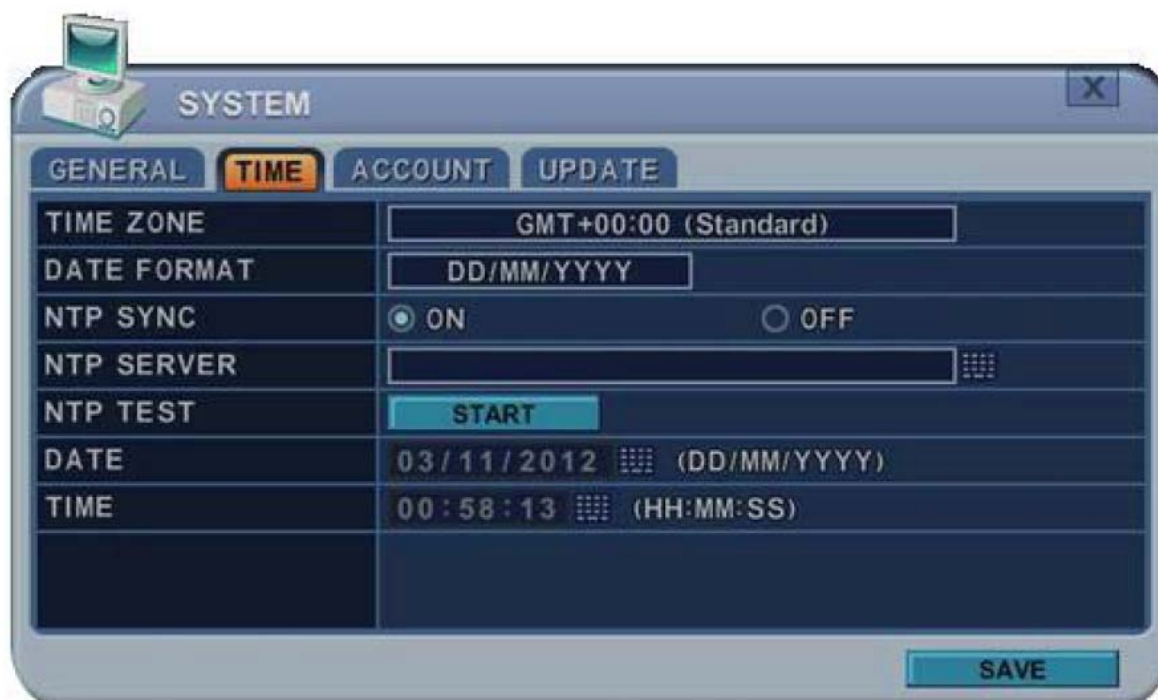 SYSTEM
X
GENERAL TIME ACCOUNT UPDATE
TIME ZONE GMT+00:00 (Standard)
DATE FORMAT DD/MM/YYYY
NTP SYNC ON OFF
NTP SERVER
NTP TEST START
DATE 03/11/2012 (DD/MM/YYYY)
TIME 00:58:13 (HH:MM:SS)
SAVE